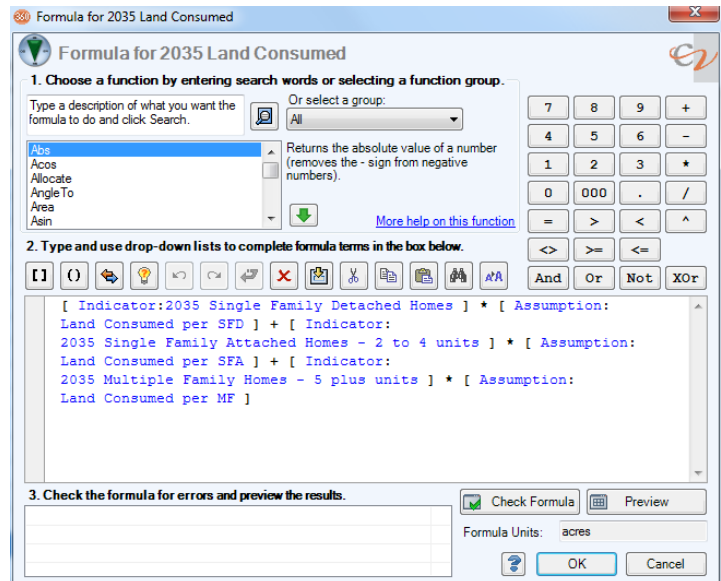 Formula for 2035 Land Consumed
Formula for 2035 Land Consumed
1. Choose a function by entering search words or selecting a function group.
Type a description of what you want the
formula to do and click Search.
Or select a group:
All
Abs
Acos
Allocate
AngleTo
Area
Asin
Returns the absolute value of a number
(removes the - sign from negative
numbers).
More help on this function
7 8 9 +
4 5 6 -
1 2 3 *
0 000 . /
= > < ^
<> >= <=
And Or Not XOr
2. Type and use drop-down lists to complete formula terms in the box below.
[] ()
[ Indicator:2035 Single Family Detached Homes ] * [ Assumption:
Land Consumed per SFD ] + [ Indicator:
2035 Single Family Attached Homes - 2 to 4 units ] * [ Assumption:
Land Consumed per SFA ] + [ Indicator:
2035 Multiple Family Homes - 5 plus units ] * [ Assumption:
Land Consumed per MF ]
3. Check the formula for errors and preview the results.
Check Formula Preview
Formula Units: acres
? OK Cancel